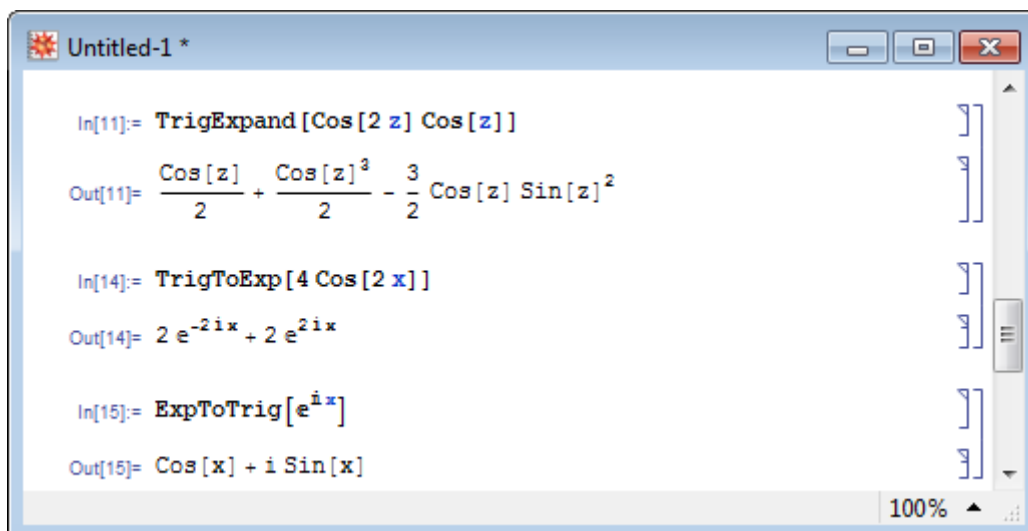 Untitled-1 *
In[11]:= TrigExpand[Cos[2 z] Cos[z]]
Out[11]= Cos[z]/2 + Cos[z]³/2 - 3/2 Cos[z] Sin[z]²
In[14]:= TrigToExp[4 Cos[2 x]]
Out[14]= 2 e^(-2 i x) + 2 e^(2 i x)
In[15]:= ExpToTrig[e^(i x)]
Out[15]= Cos[x] + i Sin[x]
100%